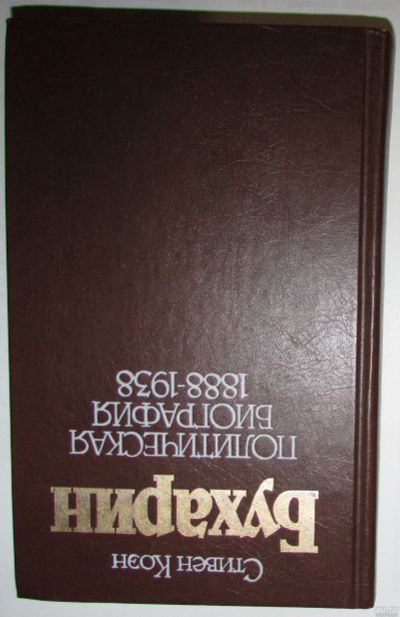 Стивен Коэн
Бухарин
ПОЛИТИЧЕСКАЯ
БИОГРАФИЯ
1888-1938